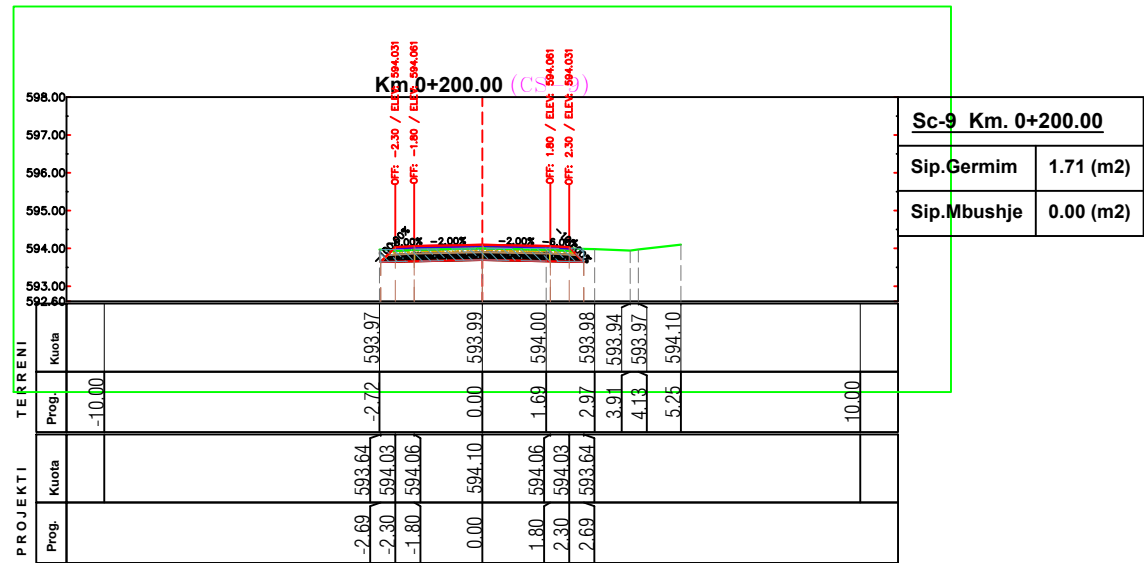 OFF: -2.30 / ELEV: 594.031
OFF: -1.80 / ELEV: 594.061
OFF: 1.80 / ELEV: 594.061
OFF: 2.30 / ELEV: 594.031
Km.0+200.00 (CS-9)
598.00
597.00
596.00
595.00
594.00
593.00
592.60
-2.00% -2.00%
Sc-9 Km. 0+200.00
Sip.Germim 1.71 (m2)
Sip.Mbushje 0.00 (m2)
TERRENI
Kuota 593.97 593.99 594.00 593.98 593.94 593.97 594.10
Prog. -10.00 -2.72 0.00 1.69 2.97 3.91 4.13 5.25 10.00
PROJEKTI
Kuota 593.64 594.03 594.06 594.10 594.06 594.03 593.64
Prog. -2.69 -2.30 -1.80 0.00 1.80 2.30 2.69